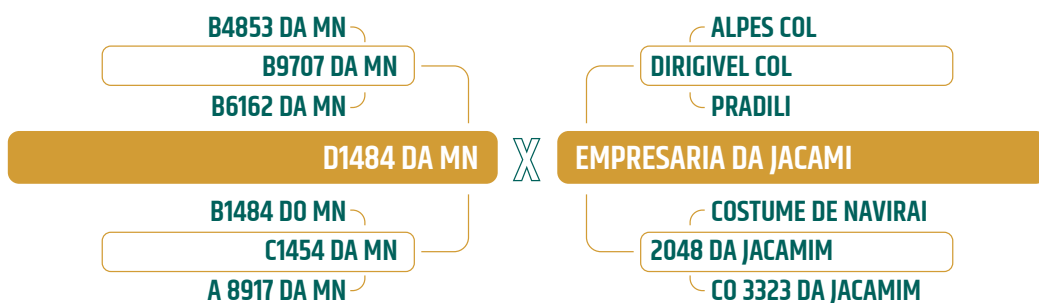 B4853 DA MN
B9707 DA MN
B6162 DA MN
D1484 DA MN
B1484 DO MN
C1454 DA MN
A 8917 DA MN
X
ALPES COL
DIRIGIVEL COL
PRADILI
EMPRESARIA DA JACAMI
COSTUME DE NAVIRAI
2048 DA JACAMIM
CO 3323 DA JACAMIM